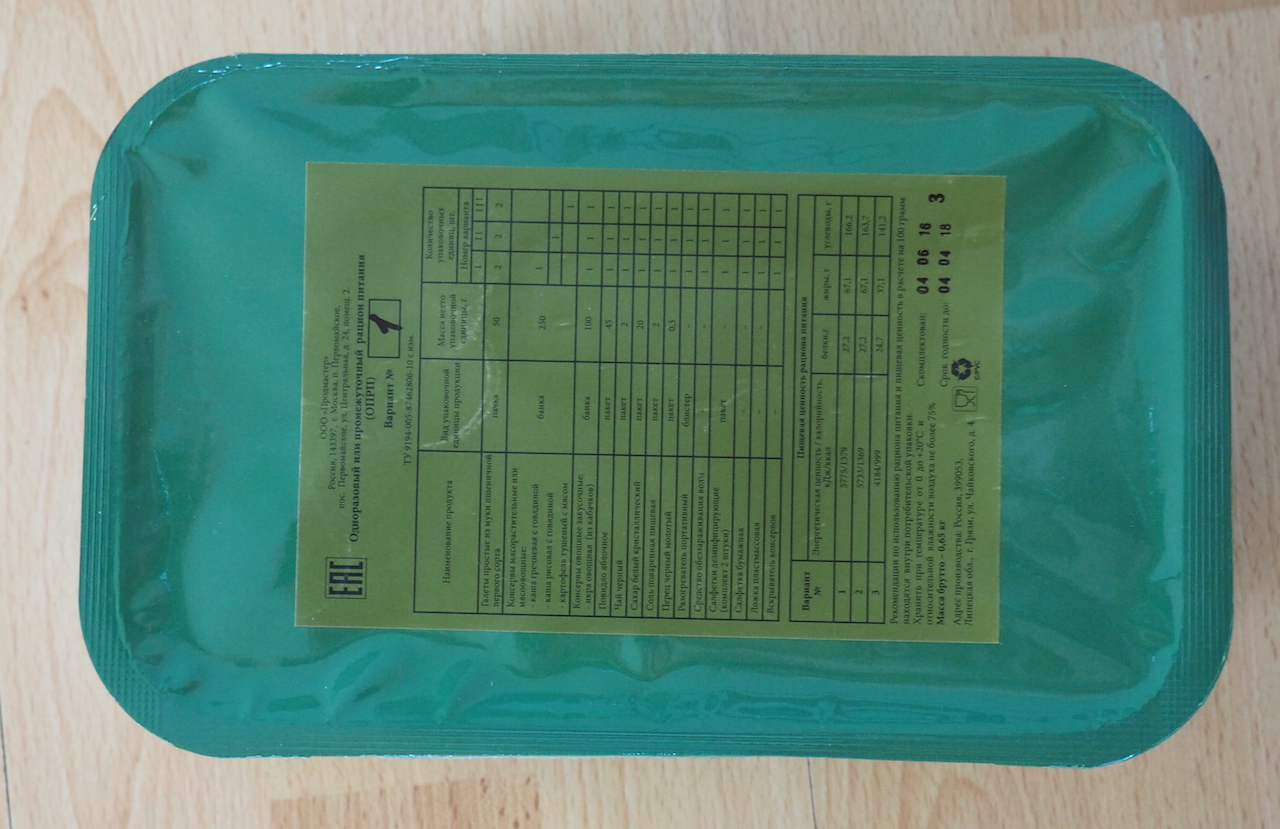 ООО «Продмастер»
Россия, 143397, г. Москва, п. Первомайское,
пос. Первомайское, ул. Центральная, д. 24, помещ. 2.
Одноразовый или промежуточный рацион питания
(ОПРП)
Вариант № 1
EAC
ТУ 9194-005-87462806-10 с изм.
Наименование продукта
Вид упаковочной единицы продукции
Масса нетто упаковочной единицы, г
Количество упаковочных единиц, шт.
Номер варианта
I II III
Галеты простые из муки пшеничной первого сорта пачка 50 2 2 2
Консервы мясорастительные или мясоовощные: банка 250
- каша гречневая с говядиной 1
- каша рисовая с говядиной 1
- картофель тушеный с мясом 1
Консервы овощные закусочные:
- икра овощная (из кабачков) банка 100 1 1 1
Повидло яблочное пакет 45 1 1 1
Чай черный пакет 2 1 1 1
Сахар белый кристаллический пакет 20 1 1 1
Соль поваренная пищевая пакет 2 1 1 1
Перец черный молотый пакет 0,3 1 1 1
Разогреватель портативный блистер - 1 1 1
Средство обеззараживания воды - 1 1 1
Салфетки дезинфицирующие
(комплект 2 штуки) пакет - 1 1 1
Салфетка бумажная - - 1 1 1
Ложка пластмассовая - - 1 1 1
Вскрыватель консервов - - 1 1 1
Пищевая ценность рациона питания
Вариант № Энергетическая ценность / калорийность, кДж/ккал белки, г жиры, г углеводы, г
1 5775/1379 27,2 67,1 166,2
2 5733/1369 27,2 67,1 163,7
3 4184/999 24,7 37,1 141,2
Рекомендации по использованию рациона питания и пищевая ценность в расчете на 100 грамм
находятся внутри потребительской упаковки.
Хранить при температуре от 0 до +20°С и
относительной влажности воздуха не более 75%
Масса брутто – 0,65 кг
Скомплектован: 04 06 16 3
Срок годности до: 04 04 18
Адрес производства: Россия, 399053,
Липецкая обл., г. Грязи, ул. Чайковского, д. 4
C/PVC